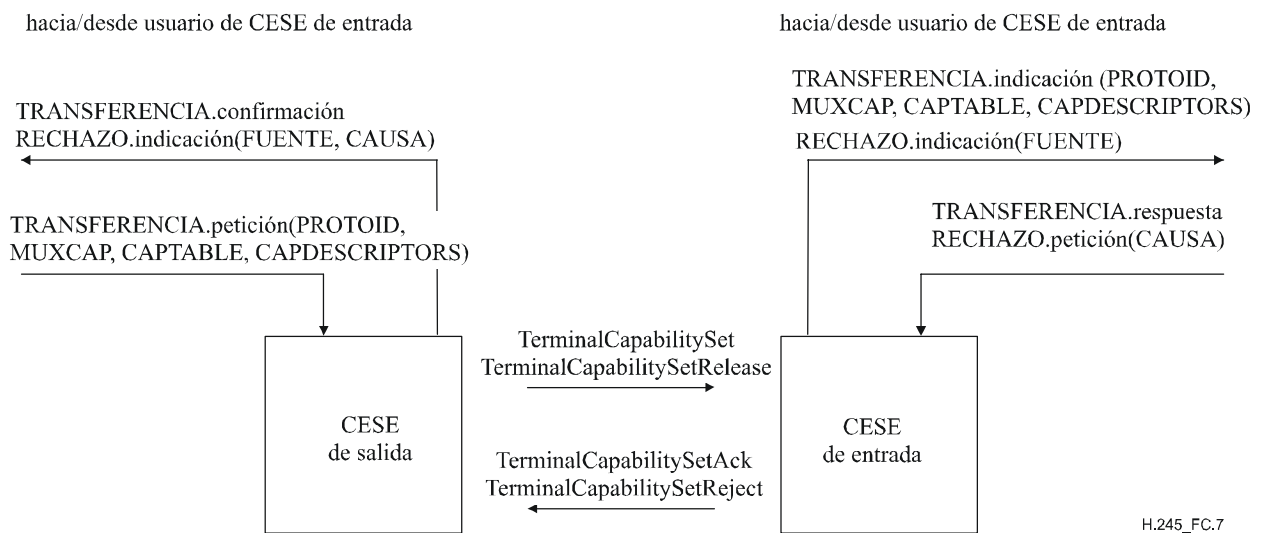 hacia/desde usuario de CESE de entrada
hacia/desde usuario de CESE de entrada
TRANSFERENCIA.confirmación
RECHAZO.indicación(FUENTE, CAUSA)
TRANSFERENCIA.indicación (PROTOID,
MUXCAP, CAPTABLE, CAPDESCRIPTORS)
RECHAZO.indicación(FUENTE)
TRANSFERENCIA.petición(PROTOID,
MUXCAP, CAPTABLE, CAPDESCRIPTORS)
TRANSFERENCIA.respuesta
RECHAZO.petición(CAUSA)
TerminalCapabilitySet
TerminalCapabilitySetRelease
CESE
de salida
CESE
de entrada
TerminalCapabilitySetAck
TerminalCapabilitySetReject
H.245_FC.7